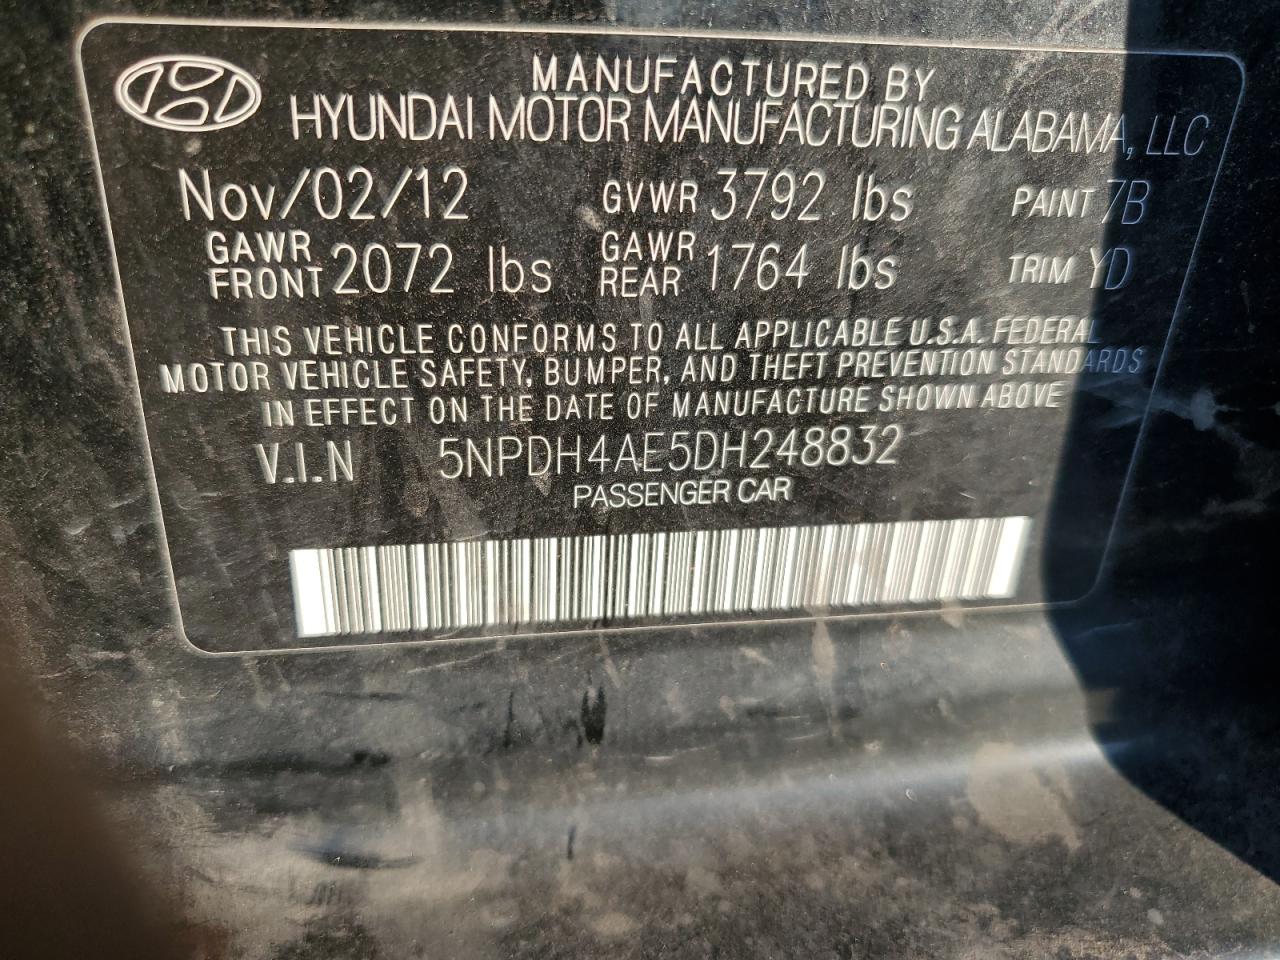 MANUFACTURED BY
HYUNDAI MOTOR MANUFACTURING ALABAMA, LLC
Nov/02/12 GVWR 3792 lbs PAINT 7B
GAWR FRONT 2072 lbs GAWR REAR 1764 lbs TRIM YD
THIS VEHICLE CONFORMS TO ALL APPLICABLE U.S.A. FEDERAL
MOTOR VEHICLE SAFETY, BUMPER, AND THEFT PREVENTION STANDARDS
IN EFFECT ON THE DATE OF MANUFACTURE SHOWN ABOVE
V.I.N 5NPDH4AE5DH248832
PASSENGER CAR